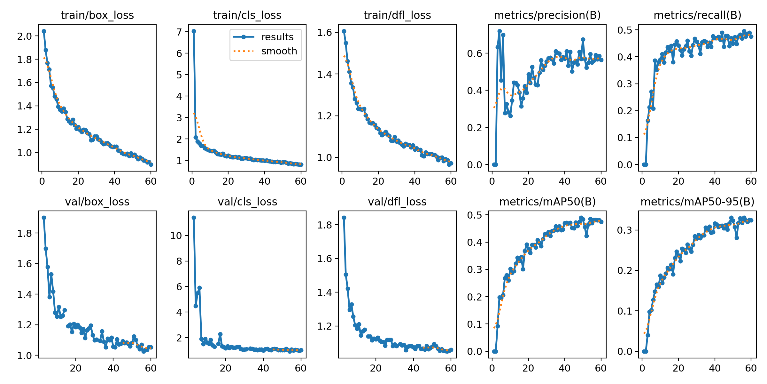 train/box_loss
train/cls_loss
train/dfl_loss
metrics/precision(B)
metrics/recall(B)
2.0
1.8
1.6
1.4
1.2
1.0
0 20 40 60
7
6
5
4
3
2
1
results
smooth
0 20 40 60
1.6
1.4
1.2
1.0
0 20 40 60
0.7
0.6
0.5
0.4
0.3
0.2
0.1
0.0
0 20 40 60
0.5
0.4
0.3
0.2
0.1
0.0
0 20 40 60
val/box_loss
val/cls_loss
val/dfl_loss
metrics/mAP50(B)
metrics/mAP50-95(B)
1.8
1.6
1.4
1.2
1.0
20 40 60
10
8
6
4
2
20 40 60
1.8
1.6
1.4
1.2
20 40 60
0.5
0.4
0.3
0.2
0.1
0.0
0 20 40 60
0.3
0.2
0.1
0.0
0 20 40 60